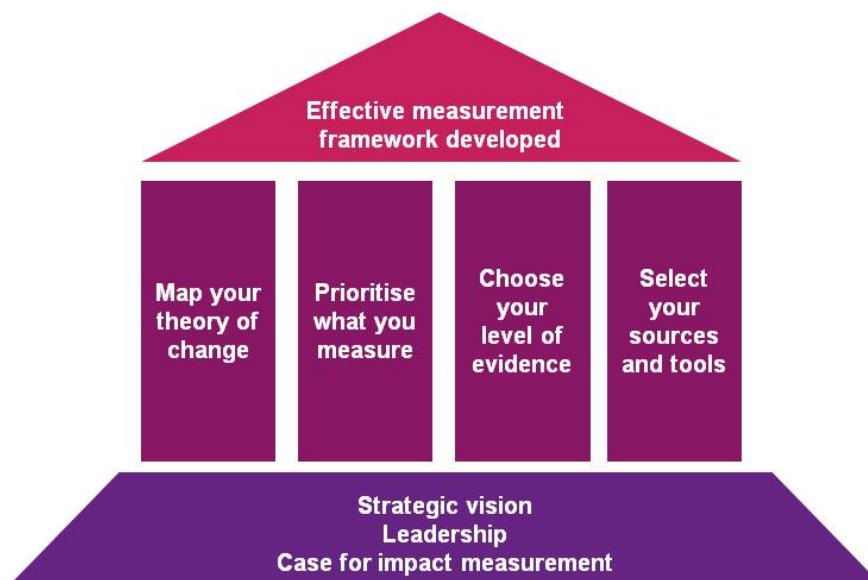 Effective measurement
framework developed
Map your
theory of
change
Prioritise
what you
measure
Choose
your
level of
evidence
Select
your
sources
and tools
Strategic vision
Leadership
Case for impact measurement